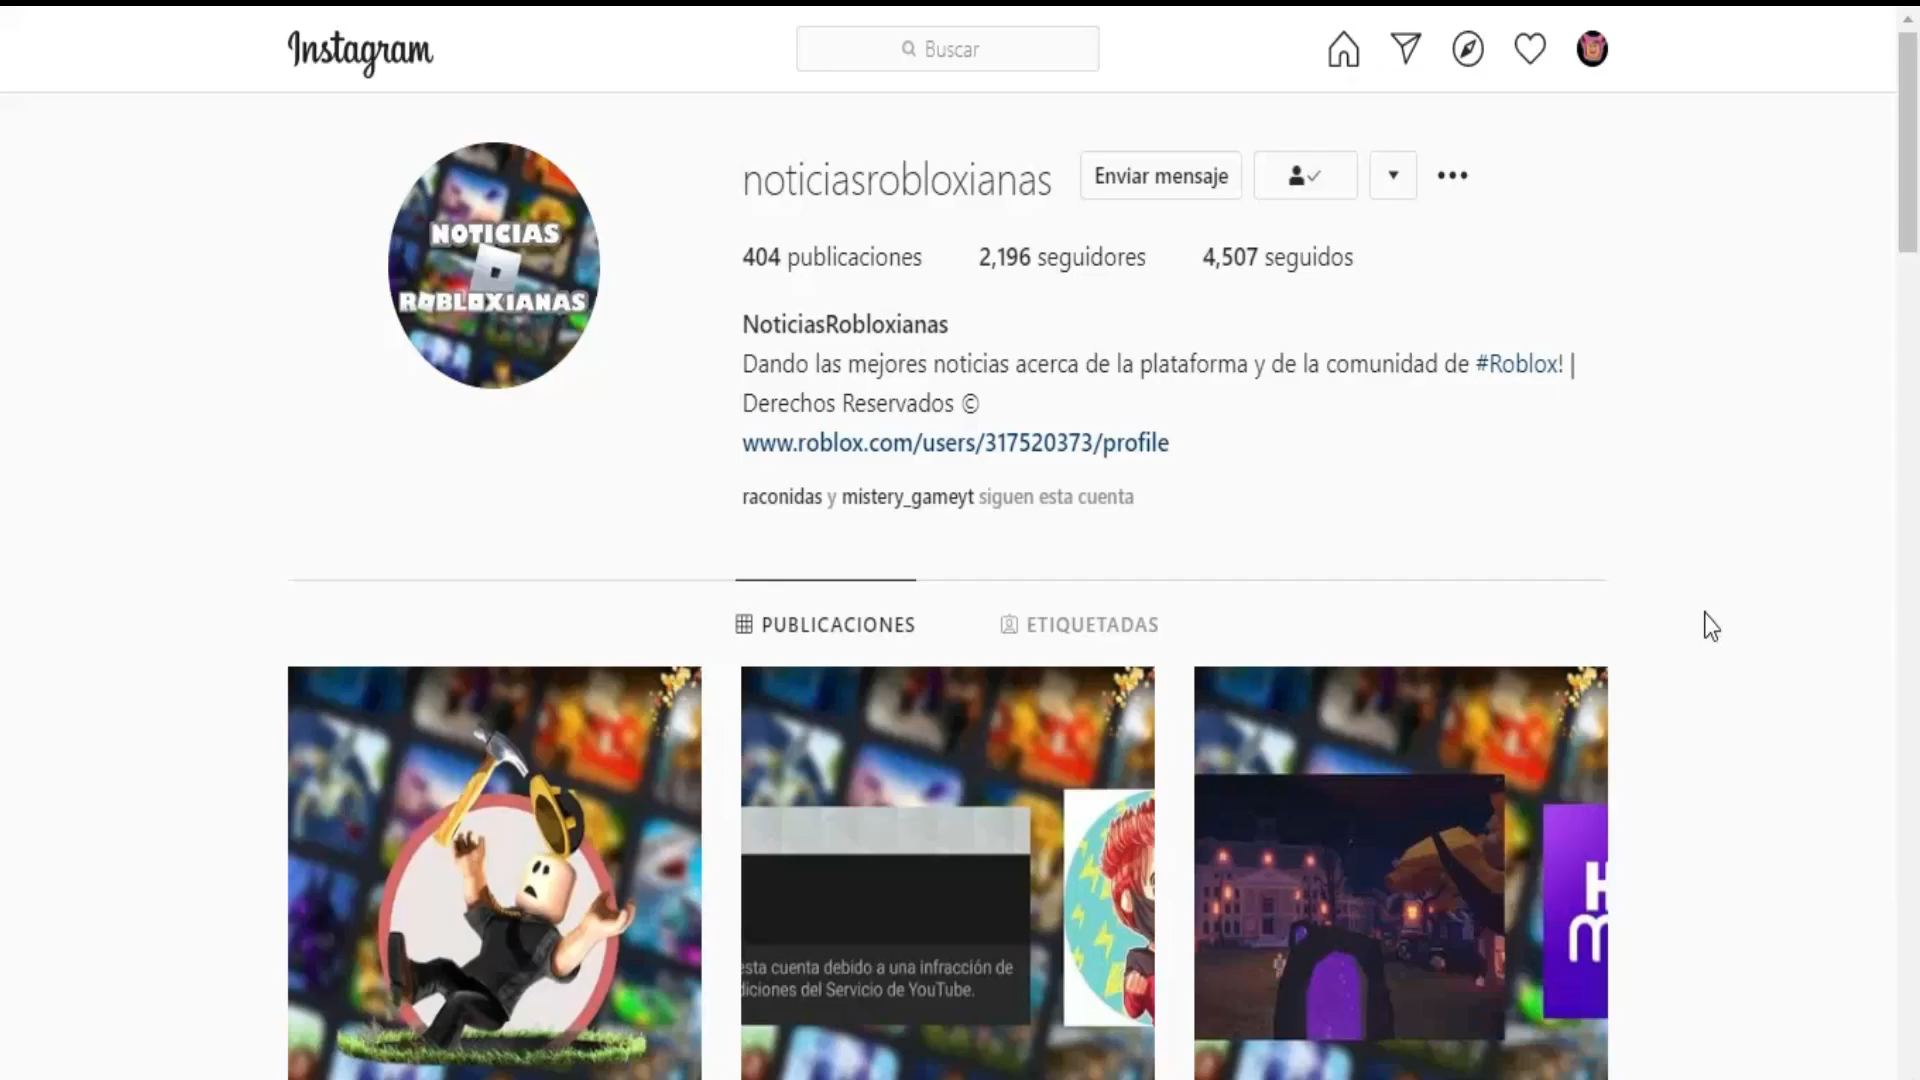 Instagram
Buscar
NOTICIAS
ROBLOXIANAS
noticiasrobloxianas
Enviar mensaje
404 publicaciones
2,196 seguidores
4,507 seguidos
NoticiasRobloxianas
Dando las mejores noticias acerca de la plataforma y de la comunidad de #Roblox! |
Derechos Reservados ©
www.roblox.com/users/317520373/profile
raconidas y mistery_gameyt siguen esta cuenta
PUBLICACIONES
ETIQUETADAS
esta cuenta debido a una infracción de
diciones del Servicio de YouTube.